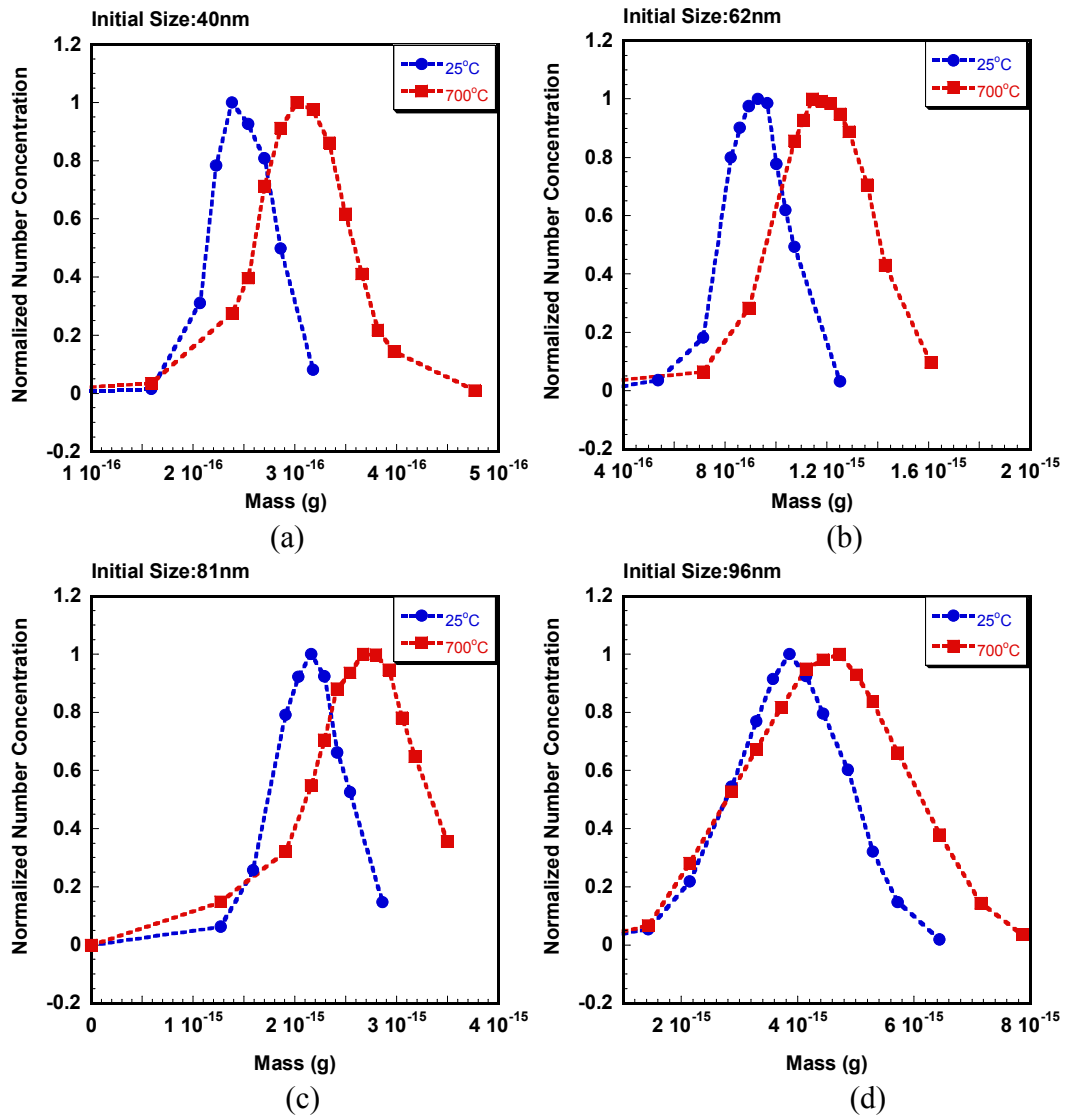 Initial Size:40nm
1.2
1
0.8
0.6
0.4
0.2
0
-0.2
Normalized Number Concentration
25°C
700°C
1 10⁻¹⁶ 2 10⁻¹⁶ 3 10⁻¹⁶ 4 10⁻¹⁶ 5 10⁻¹⁶
Mass (g)
(a)
Initial Size:62nm
1.2
1
0.8
0.6
0.4
0.2
0
-0.2
Normalized Number Concentration
25°C
700°C
4 10⁻¹⁶ 8 10⁻¹⁶ 1.2 10⁻¹⁵ 1.6 10⁻¹⁵ 2 10⁻¹⁵
Mass (g)
(b)
Initial Size:81nm
1.2
1
0.8
0.6
0.4
0.2
0
-0.2
Normalized Number Concentration
25°C
700°C
0 1 10⁻¹⁵ 2 10⁻¹⁵ 3 10⁻¹⁵ 4 10⁻¹⁵
Mass (g)
(c)
Initial Size:96nm
1.2
1
0.8
0.6
0.4
0.2
0
-0.2
Normalized Number Concentration
25°C
700°C
2 10⁻¹⁵ 4 10⁻¹⁵ 6 10⁻¹⁵ 8 10⁻¹⁵
Mass (g)
(d)